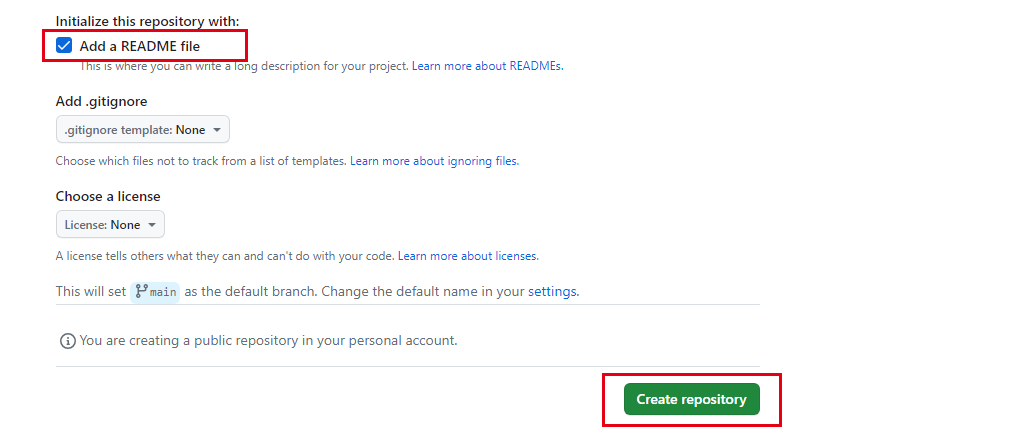 Initialize this repository with:
Add a README file
This is where you can write a long description for your project. Learn more about READMEs.
Add .gitignore
.gitignore template: None
Choose which files not to track from a list of templates. Learn more about ignoring files.
Choose a license
License: None
A license tells others what they can and can't do with your code. Learn more about licenses.
This will set main as the default branch. Change the default name in your settings.
You are creating a public repository in your personal account.
Create repository